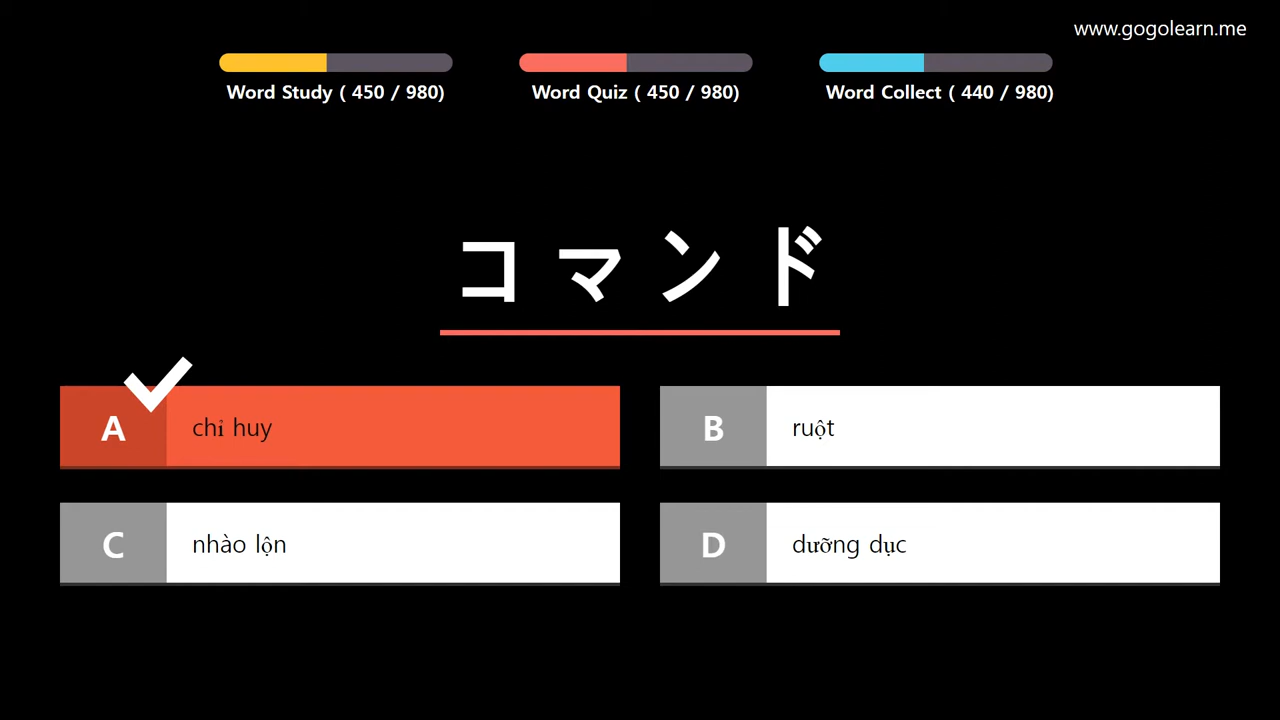 www.gogolearn.me
Word Study ( 450 / 980)
Word Quiz ( 450 / 980)
Word Collect ( 440 / 980)
コマンド
A chỉ huy
B ruột
C nhào lộn
D dưỡng dục